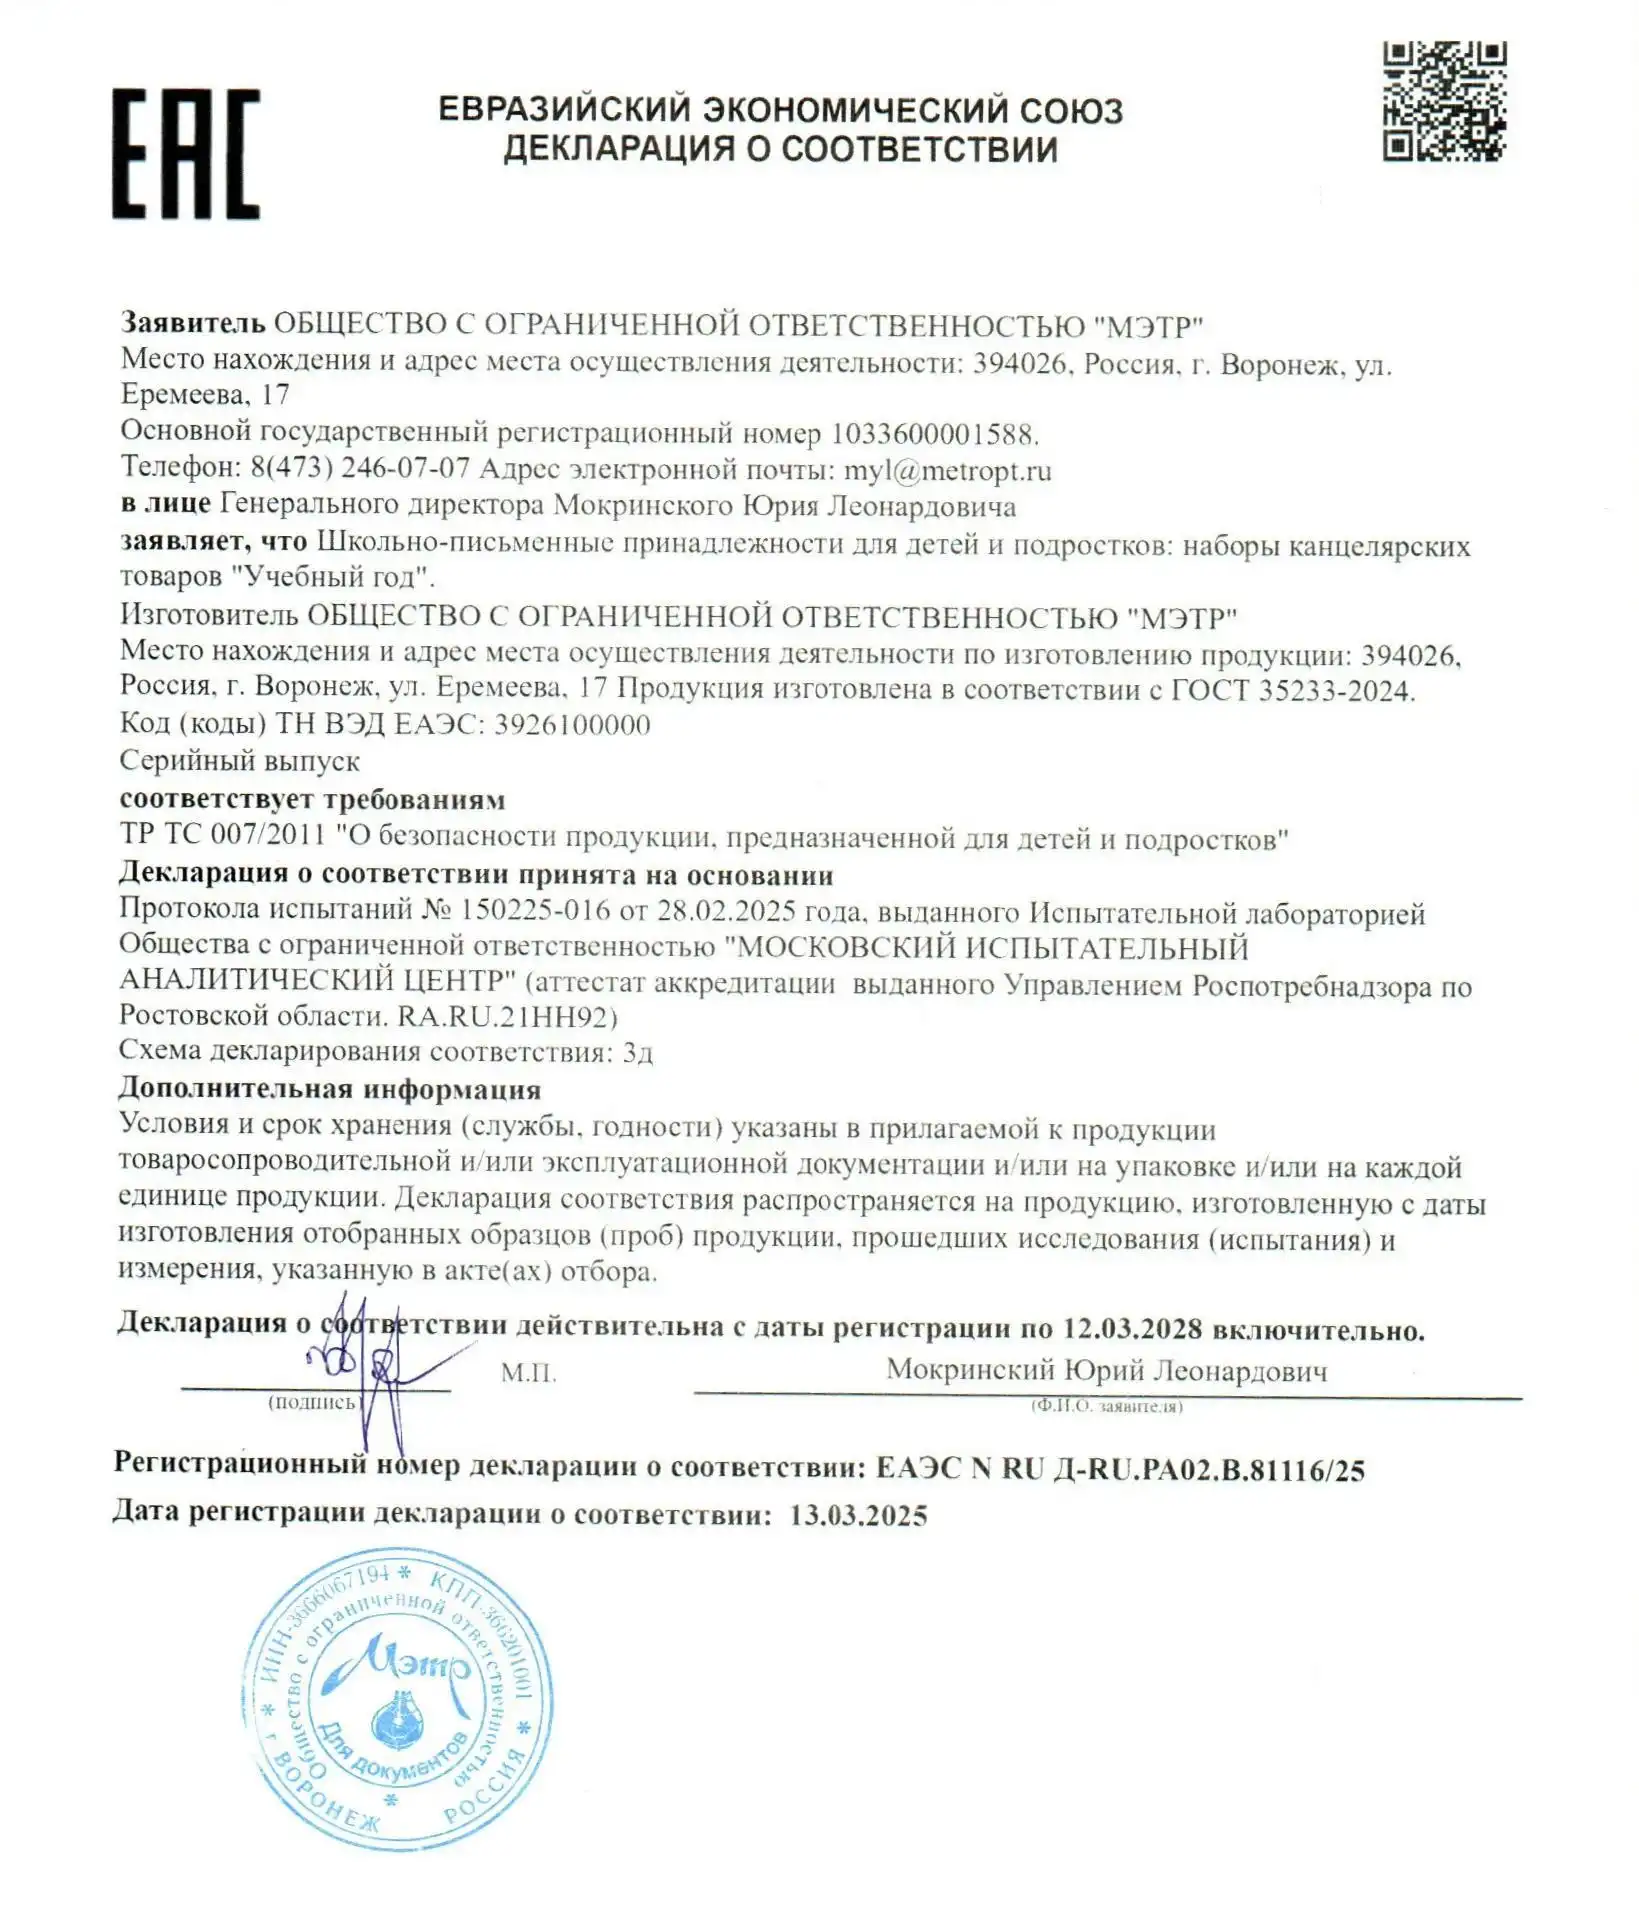 ЕАС
ЕВРАЗИЙСКИЙ ЭКОНОМИЧЕСКИЙ СОЮЗ
ДЕКЛАРАЦИЯ О СООТВЕТСТВИИ
Заявитель ОБЩЕСТВО С ОГРАНИЧЕННОЙ ОТВЕТСТВЕННОСТЬЮ "МЭТР"
Место нахождения и адрес места осуществления деятельности: 394026, Россия, г. Воронеж, ул.
Еремеева, 17
Основной государственный регистрационный номер 1033600001588.
Телефон: 8(473) 246-07-07 Адрес электронной почты: myl@metropt.ru
в лице Генерального директора Мокринского Юрия Леонардовича
заявляет, что Школьно-письменные принадлежности для детей и подростков: наборы канцелярских
товаров "Учебный год".
Изготовитель ОБЩЕСТВО С ОГРАНИЧЕННОЙ ОТВЕТСТВЕННОСТЬЮ "МЭТР"
Место нахождения и адрес места осуществления деятельности по изготовлению продукции: 394026,
Россия, г. Воронеж, ул. Еремеева, 17 Продукция изготовлена в соответствии с ГОСТ 35233-2024.
Код (коды) ТН ВЭД ЕАЭС: 3926100000
Серийный выпуск
соответствует требованиям
ТР ТС 007/2011 "О безопасности продукции, предназначенной для детей и подростков"
Декларация о соответствии принята на основании
Протокола испытаний № 150225-016 от 28.02.2025 года, выданного Испытательной лабораторией
Общества с ограниченной ответственностью "МОСКОВСКИЙ ИСПЫТАТЕЛЬНЫЙ
АНАЛИТИЧЕСКИЙ ЦЕНТР" (аттестат аккредитации выданного Управлением Роспотребнадзора по
Ростовской области. RA.RU.21НН92)
Схема декларирования соответствия: 3д
Дополнительная информация
Условия и срок хранения (службы, годности) указаны в прилагаемой к продукции
товаросопроводительной и/или эксплуатационной документации и/или на упаковке и/или на каждой
единице продукции. Декларация соответствия распространяется на продукцию, изготовленную с даты
изготовления отобранных образцов (проб) продукции, прошедших исследования (испытания) и
измерения, указанную в акте(ах) отбора.
Декларация о соответствии действительна с даты регистрации по 12.03.2028 включительно.
М.П.
Мокринский Юрий Леонардович
(подпись)
(Ф.И.О. заявителя)
Регистрационный номер декларации о соответствии: ЕАЭС N RU Д-RU.РА02.В.81116/25
Дата регистрации декларации о соответствии: 13.03.2025
* ИНН-3666067194 * КПП-366201001 *
г ВОРОНЕЖ РОССИЯ
Общество с ограниченной ответственностью *
Мэтр
Для документов